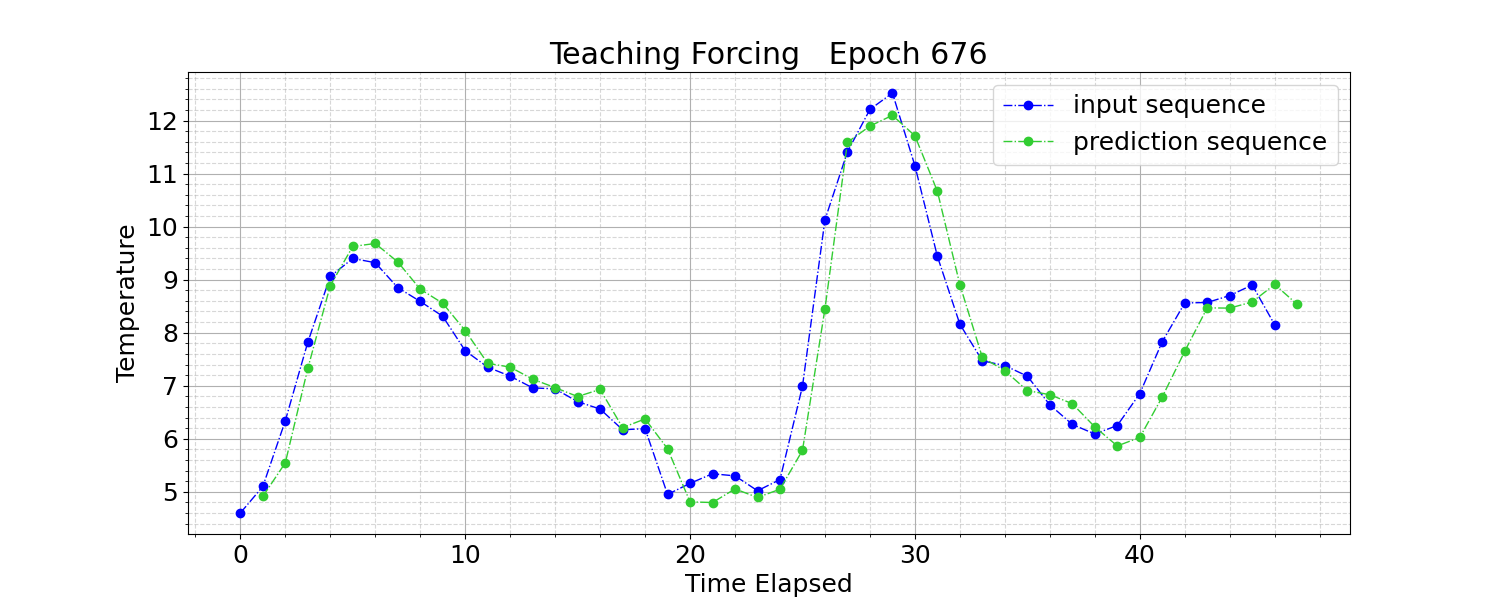 Teaching Forcing   Epoch 676
input sequence
prediction sequence
12
11
10
9
8
7
6
5
Temperature
0 10 20 30 40
Time Elapsed